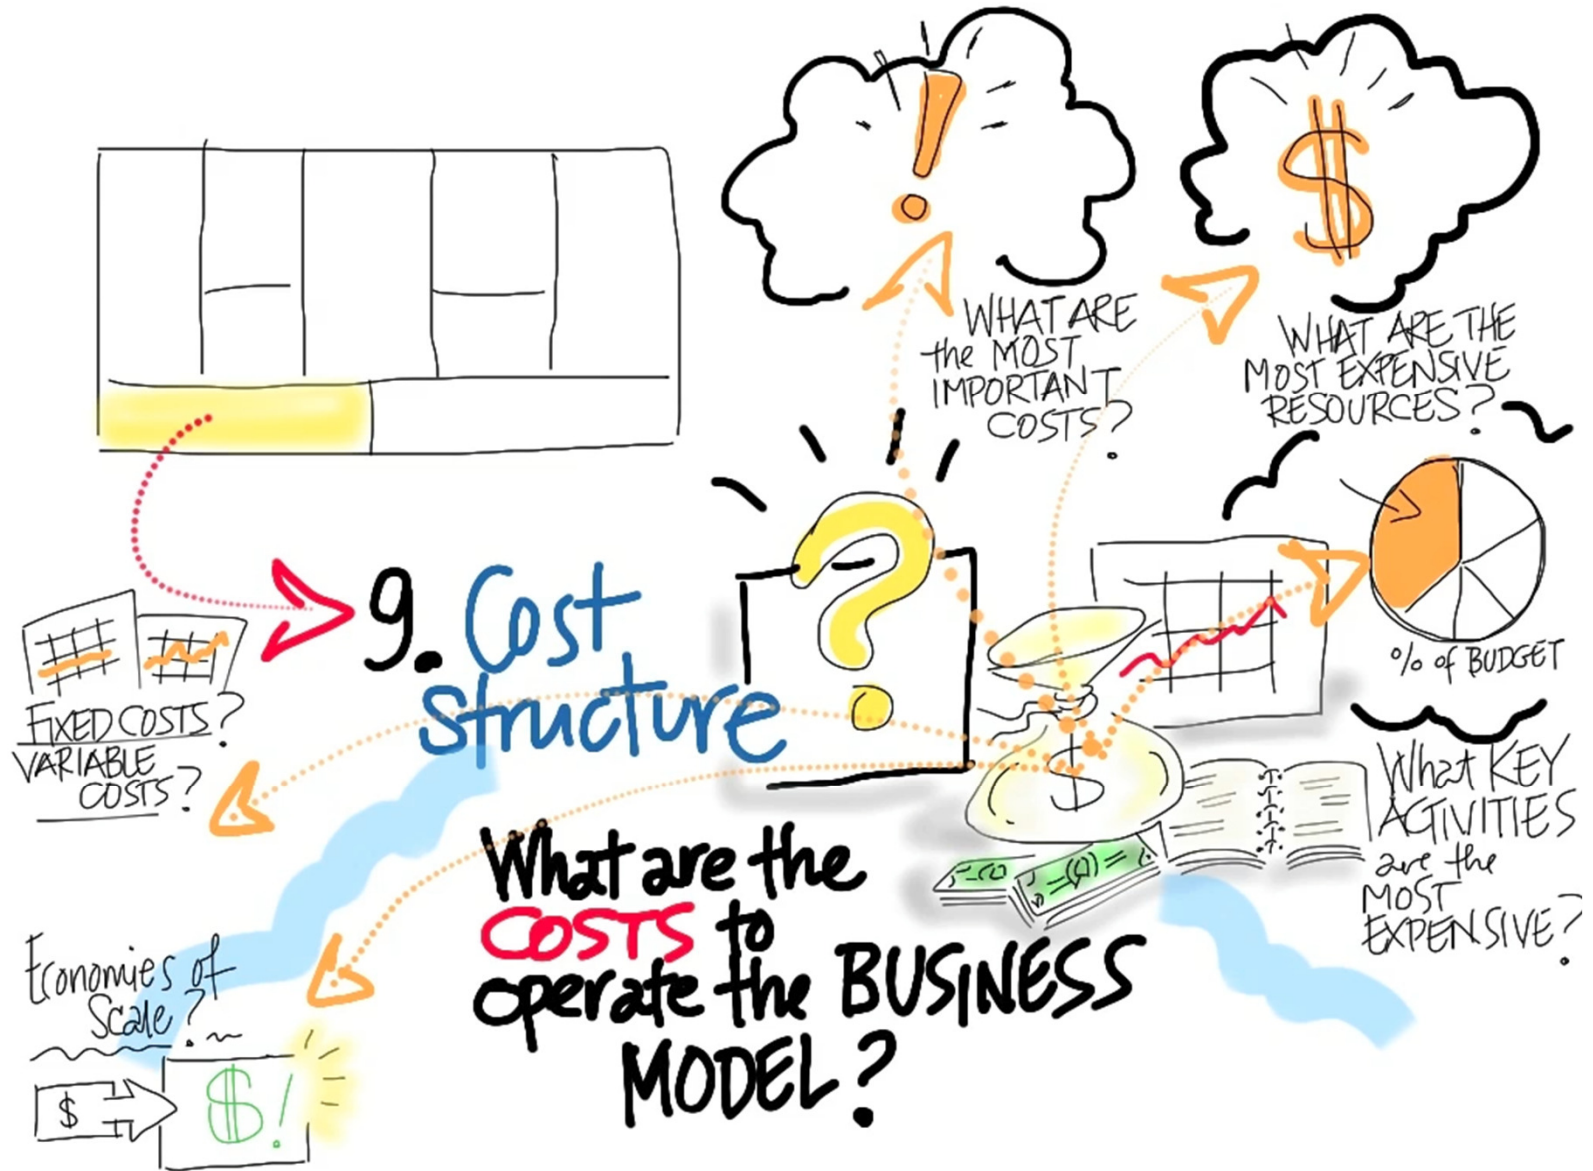 WHAT ARE
the MOST
IMPORTANT
COSTS?
$
WHAT ARE THE
MOST EXPENSIVE
RESOURCES?
% of BUDGET
9. Cost
structure
FIXED COSTS?
VARIABLE
COSTS?
$
What KEY
ACTIVITIES
are the
MOST
EXPENSIVE?
What are the
COSTS to
operate the BUSINESS
MODEL?
Economies of
Scale?
$
$!